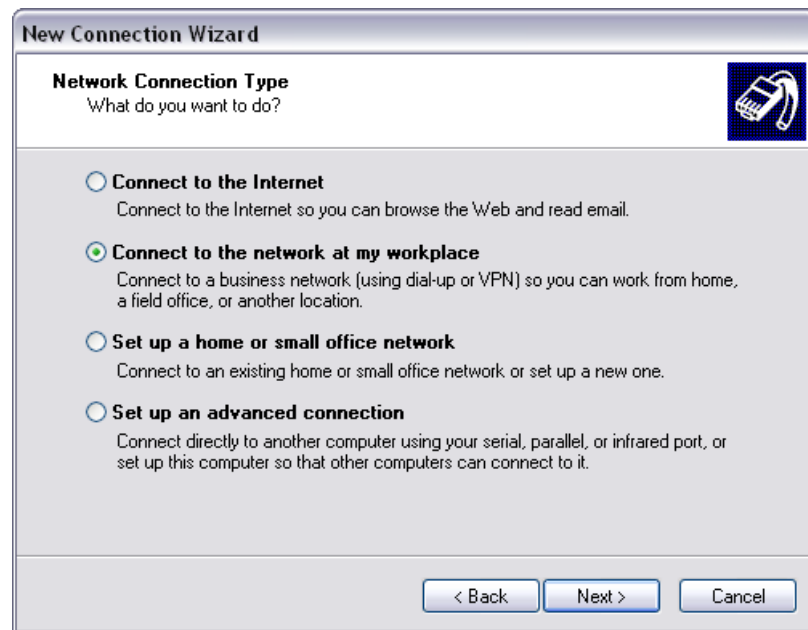 New Connection Wizard
Network Connection Type
What do you want to do?
Connect to the Internet
Connect to the Internet so you can browse the Web and read email.
Connect to the network at my workplace
Connect to a business network (using dial-up or VPN) so you can work from home,
a field office, or another location.
Set up a home or small office network
Connect to an existing home or small office network or set up a new one.
Set up an advanced connection
Connect directly to another computer using your serial, parallel, or infrared port, or
set up this computer so that other computers can connect to it.
< Back Next > Cancel